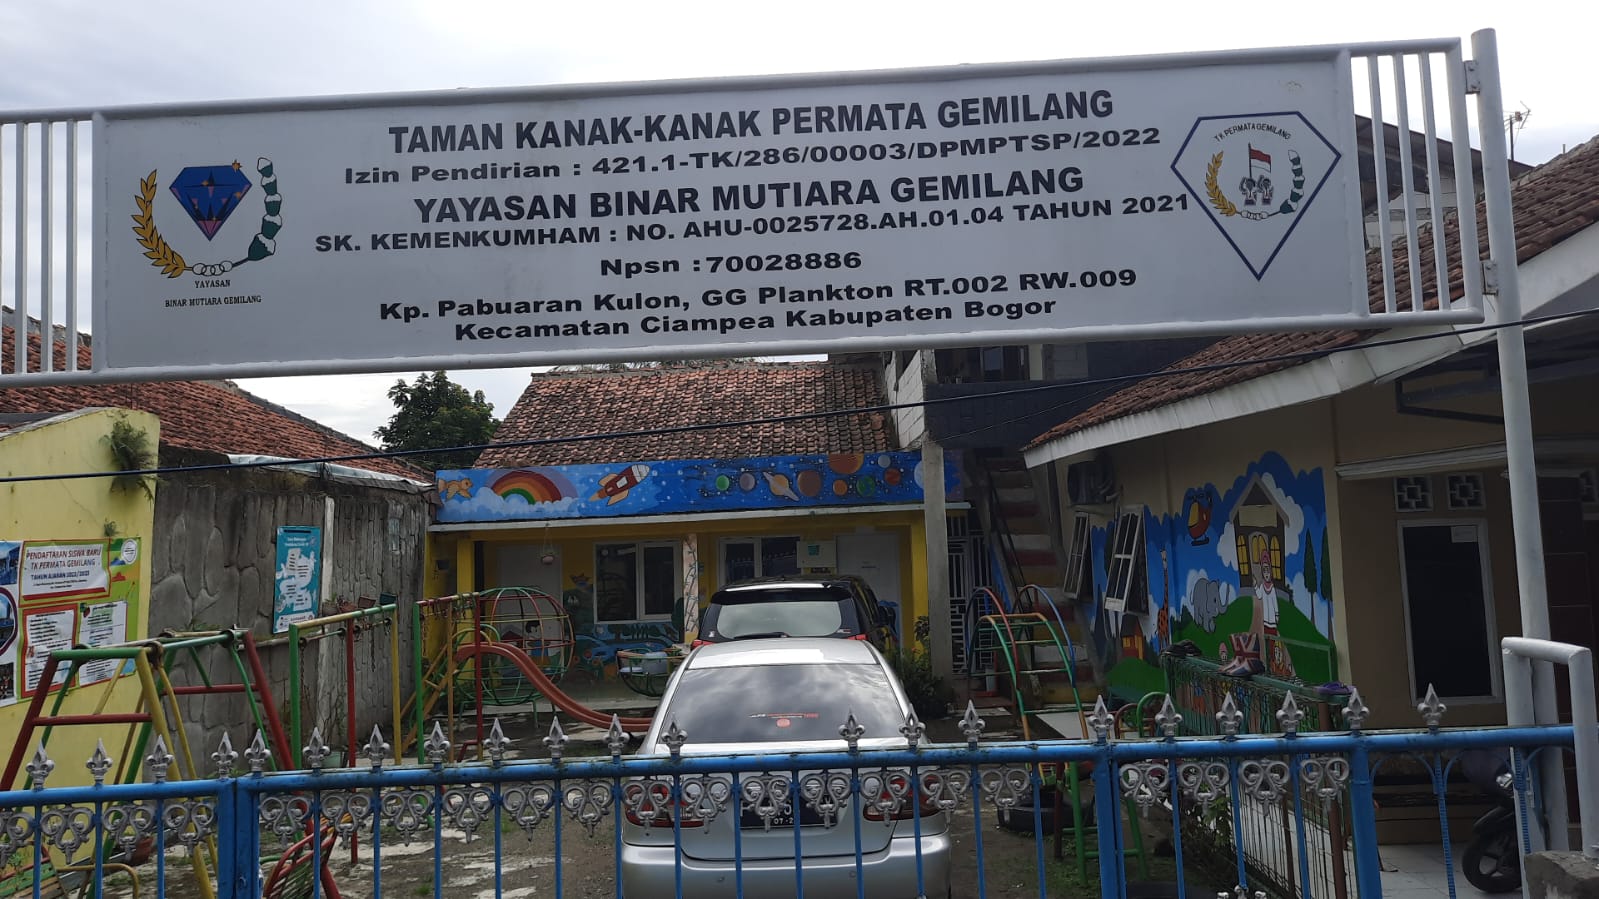 TAMAN KANAK-KANAK PERMATA GEMILANG
Izin Pendirian : 421.1-TK/286/00003/DPMPTSP/2022
YAYASAN BINAR MUTIARA GEMILANG
SK. KEMENKUMHAM : NO. AHU-0025728.AH.01.04 TAHUN 2021
Npsn : 70028886
Kp. Pabuaran Kulon, GG Plankton RT.002 RW.009
Kecamatan Ciampea Kabupaten Bogor
YAYASAN
BINAR MUTIARA GEMILANG
TK PERMATA GEMILANG
PENDAFTARAN SISWA BARU
TK PERMATA GEMILANG